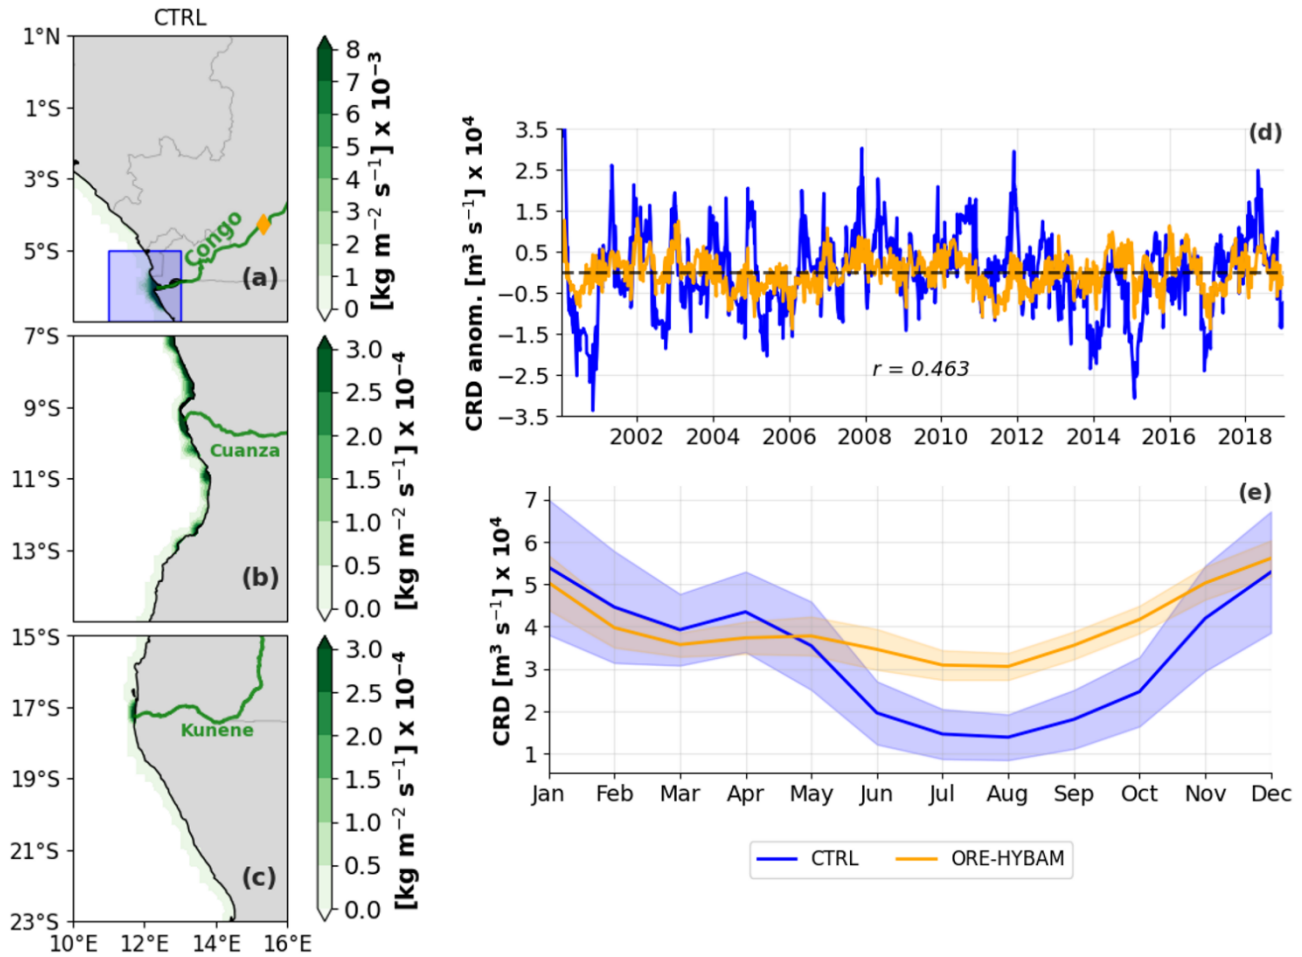 CTRL
1°N
1°S
3°S
5°S
Congo
(a)
8
7
6
5
4
3
2
1
0
[kg m⁻² s⁻¹] x 10⁻³
7°S
9°S
11°S
13°S
Cuanza
(b)
3.0
2.5
2.0
1.5
1.0
0.5
0.0
[kg m⁻² s⁻¹] x 10⁻⁴
15°S
17°S
19°S
21°S
23°S
Kunene
(c)
10°E 12°E 14°E 16°E
3.0
2.5
2.0
1.5
1.0
0.5
0.0
[kg m⁻² s⁻¹] x 10⁻⁴
(d)
CRD anom. [m³ s⁻¹] x 10⁴
3.5
2.5
1.5
0.5
−0.5
−1.5
−2.5
−3.5
r = 0.463
2002 2004 2006 2008 2010 2012 2014 2016 2018
(e)
CRD [m³ s⁻¹] x 10⁴
7
6
5
4
3
2
1
Jan Feb Mar Apr May Jun Jul Aug Sep Oct Nov Dec
CTRL ORE-HYBAM